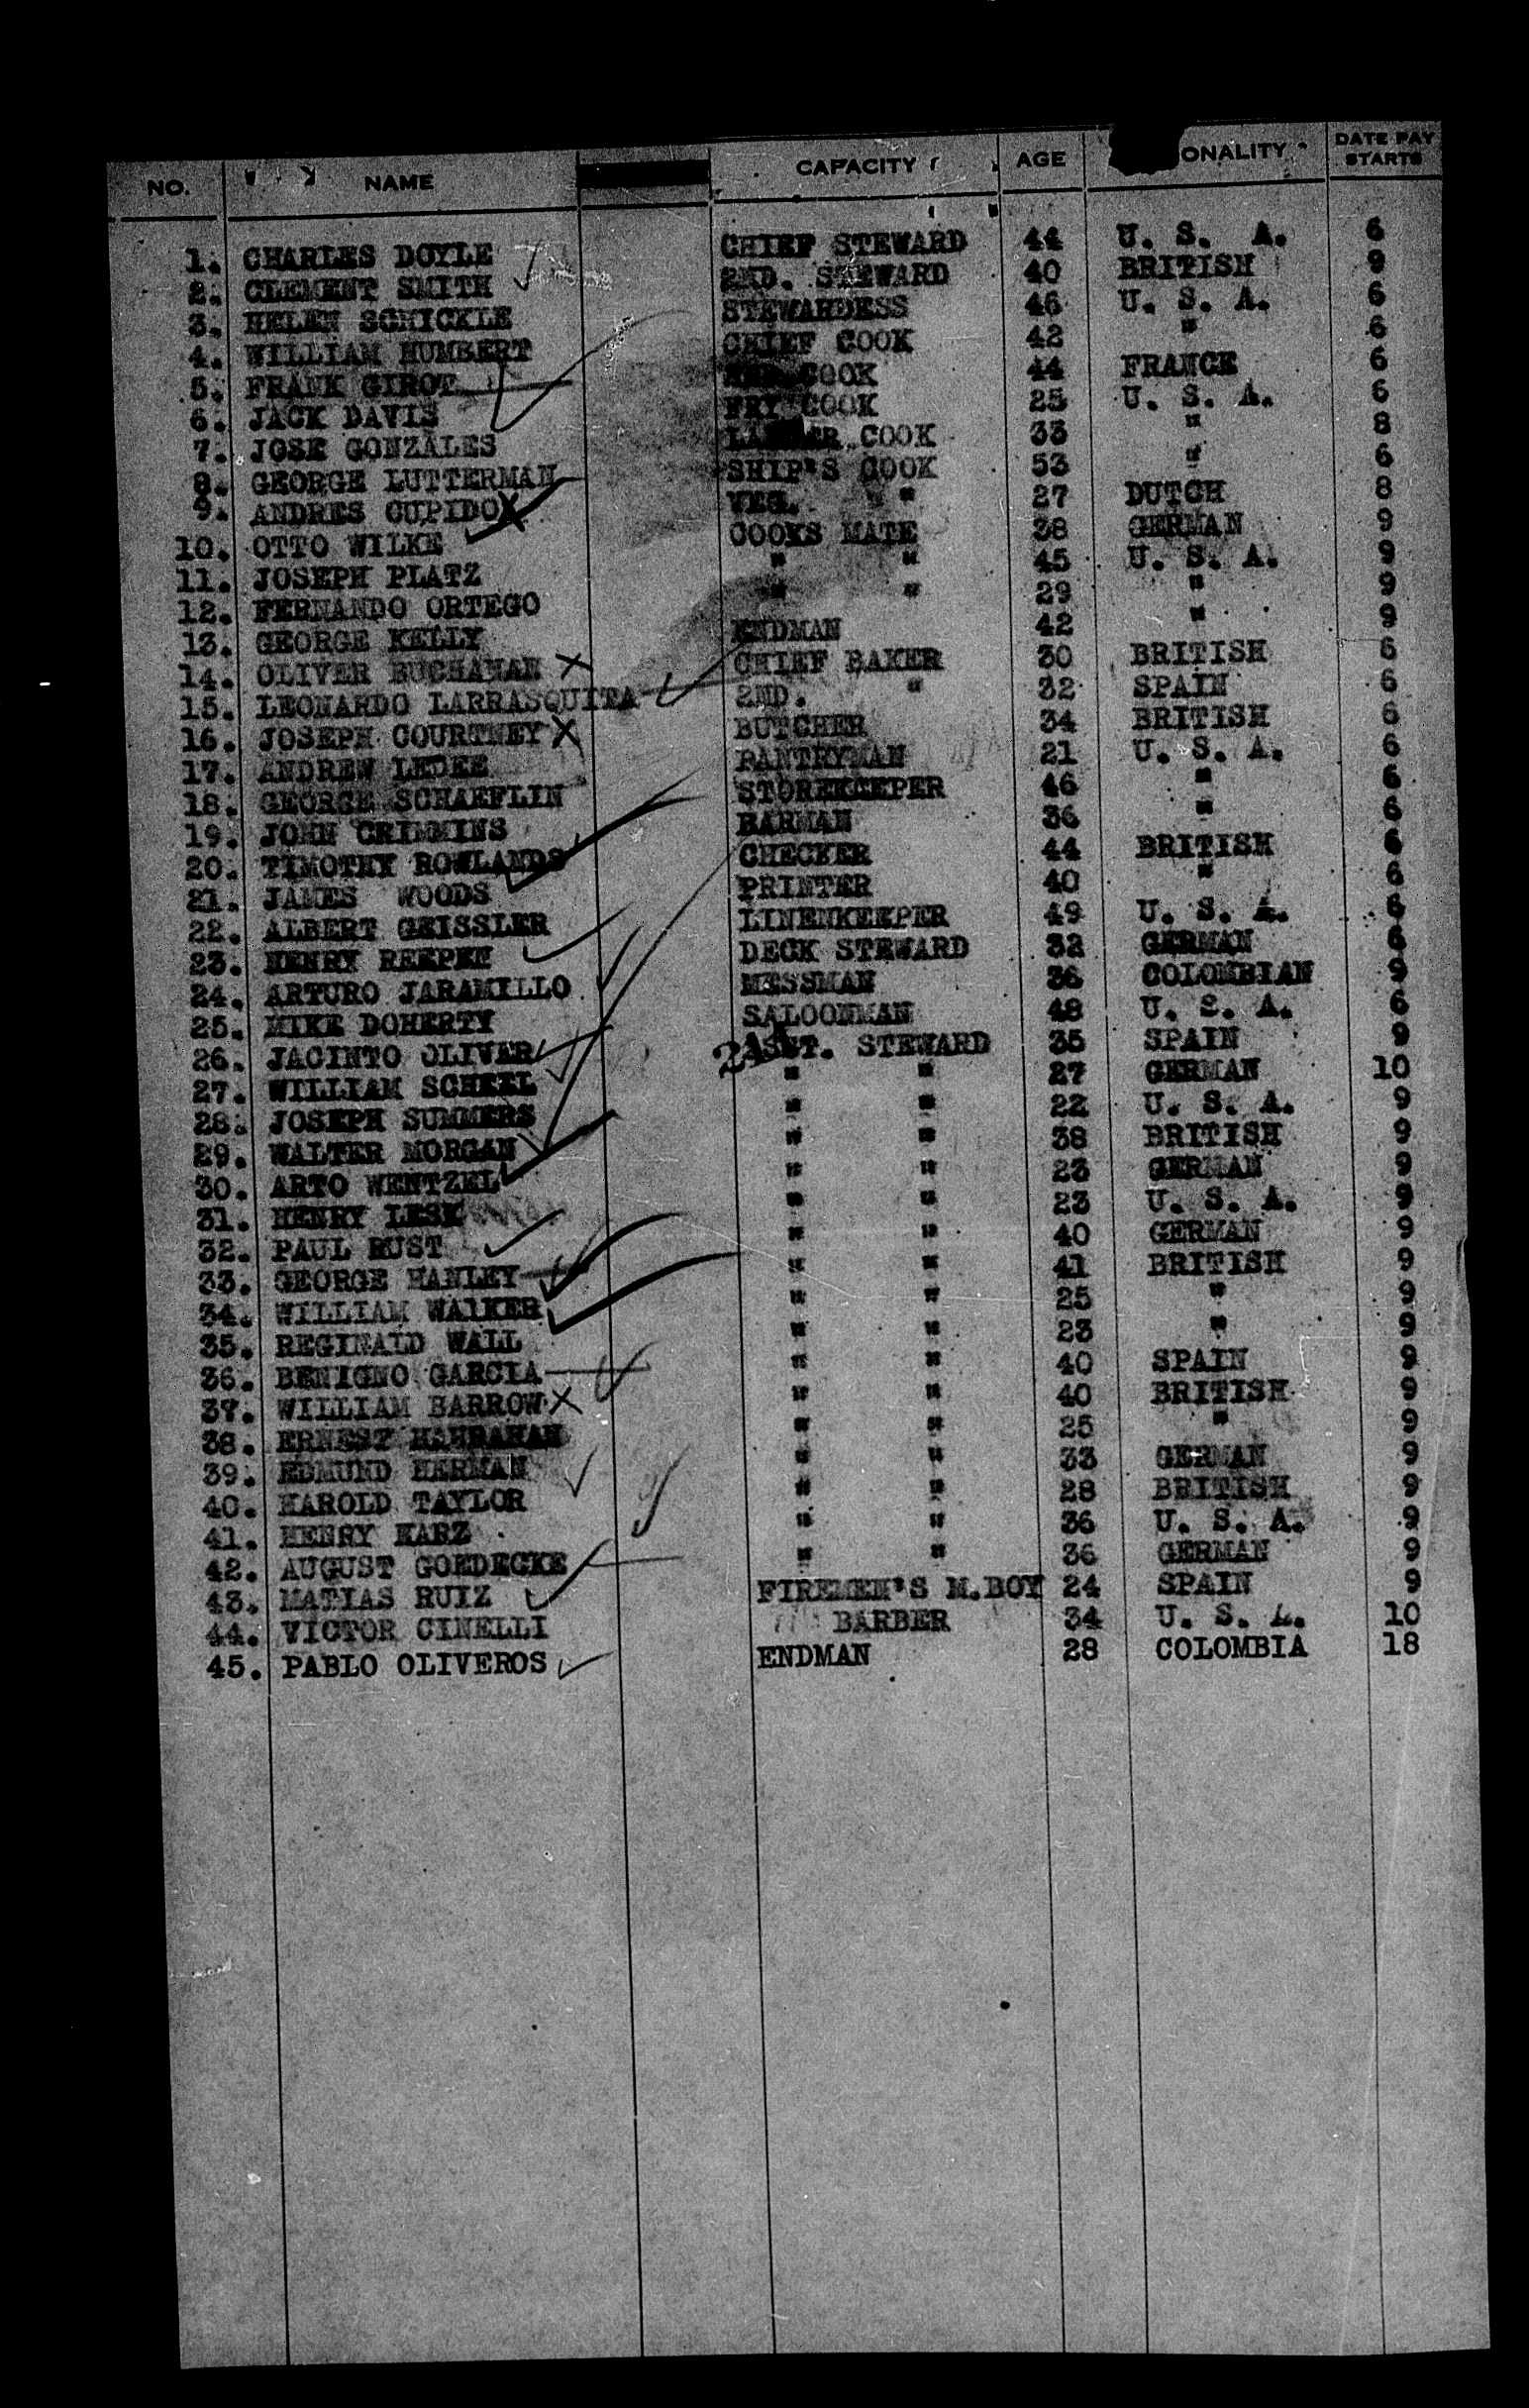 NO. NAME CAPACITY AGE ONALITY DATE PAY STARTS
1. CHARLES DOYLE CHIEF STEWARD 44 U. S. A. 6
2. CLEMENT SMITH 2ND. STEWARD 40 BRITISH 9
3. HELEN SCHICKLE STEWARDESS 46 U. S. A. 6
4. WILLIAM HUMBERT CHIEF COOK 42 " 6
5. FRANK GIROT COOK 44 FRANCE 6
6. JACK DAVIS FRY COOK 25 U. S. A. 6
7. JOSE GONZALES COOK 33 " 8
8. GEORGE LUTTERMAN SHIP'S COOK 53 " 6
9. ANDRES CUPIDO X VEG. " 27 DUTCH 8
10. OTTO WILKE COOKS MATE 38 GERMAN 9
11. JOSEPH PLATZ " " 45 U. S. A. 9
12. FERNANDO ORTEGO " " 29 " 9
13. GEORGE KELLY ENDMAN 42 " 9
14. OLIVER BUCHANAN X CHIEF BAKER 30 BRITISH 6
15. LEONARDO LARRASQUITA 2ND. " 32 SPAIN 6
16. JOSEPH COURTNEY X BUTCHER 34 BRITISH 6
17. ANDREW LEDEE PANTRYMAN 21 U. S. A. 6
18. GEORGE SCHAEFLIN STOREKEEPER 46 " 6
19. JOHN CRIMMINS BARMAN 36 " 6
20. TIMOTHY ROWLANDS CHECKER 44 BRITISH 6
21. JAMES WOODS PRINTER 40 " 6
22. ALBERT GEISSLER LINENKEEPER 49 U. S. A. 6
23. HENRY REEPEN DECK STEWARD 32 GERMAN 6
24. ARTURO JARAMILLO MESSMAN 36 COLOMBIAN 9
25. MIKE DOHERTY SALOONMAN 48 U. S. A. 6
26. JACINTO OLIVER ASST. STEWARD 35 SPAIN 9
27. WILLIAM SCHEEL " " 27 GERMAN 10
28. JOSEPH SUMMERS " " 22 U. S. A. 9
29. WALTER MORGAN " " 38 BRITISH 9
30. ARTO WENTZEL " " 23 GERMAN 9
31. HENRY LESK " " 23 U. S. A. 9
32. PAUL RUST " " 40 GERMAN 9
33. GEORGE HANLEY " " 41 BRITISH 9
34. WILLIAM WALKER " " 25 " 9
35. REGINALD WALL " " 23 " 9
36. BENIGNO GARCIA " " 40 SPAIN 9
37. WILLIAM BARROW X " " 40 BRITISH 9
38. ERNEST HANRAHAN " " 25 " 9
39. EDMUND HERMAN " " 33 GERMAN 9
40. HAROLD TAYLOR " " 28 BRITISH 9
41. HENRY KARZ " " 36 U. S. A. 9
42. AUGUST GOEDECKE " " 36 GERMAN 9
43. MATIAS RUIZ FIREMEN'S M.BOY 24 SPAIN 9
44. VICTOR CINELLI BARBER 34 U. S. A. 10
45. PABLO OLIVEROS ENDMAN 28 COLOMBIA 18